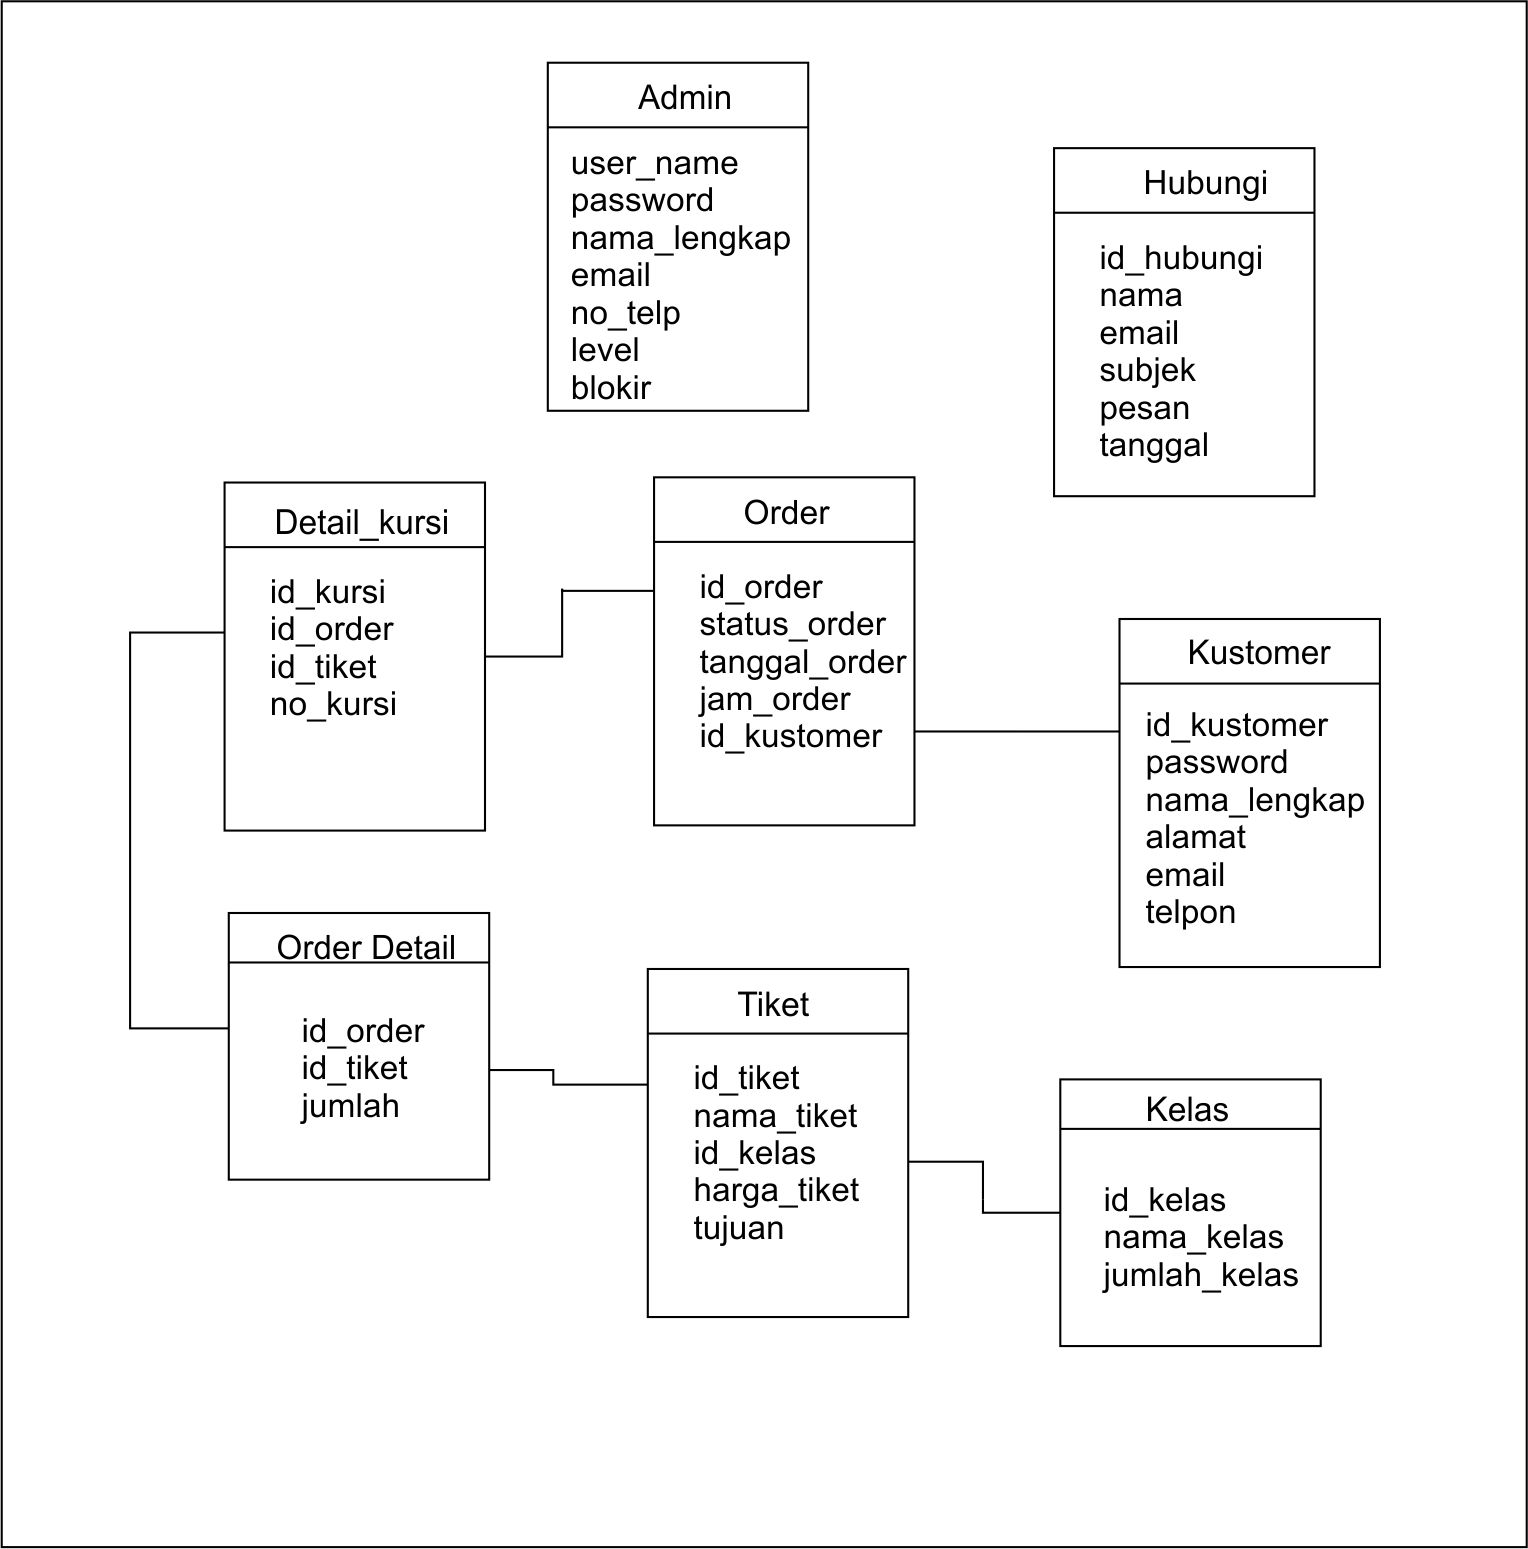 Admin
user_name
password
nama_lengkap
email
no_telp
level
blokir
Hubungi
id_hubungi
nama
email
subjek
pesan
tanggal
Detail_kursi
id_kursi
id_order
id_tiket
no_kursi
Order
id_order
status_order
tanggal_order
jam_order
id_kustomer
Kustomer
id_kustomer
password
nama_lengkap
alamat
email
telpon
Order Detail
id_order
id_tiket
jumlah
Tiket
id_tiket
nama_tiket
id_kelas
harga_tiket
tujuan
Kelas
id_kelas
nama_kelas
jumlah_kelas